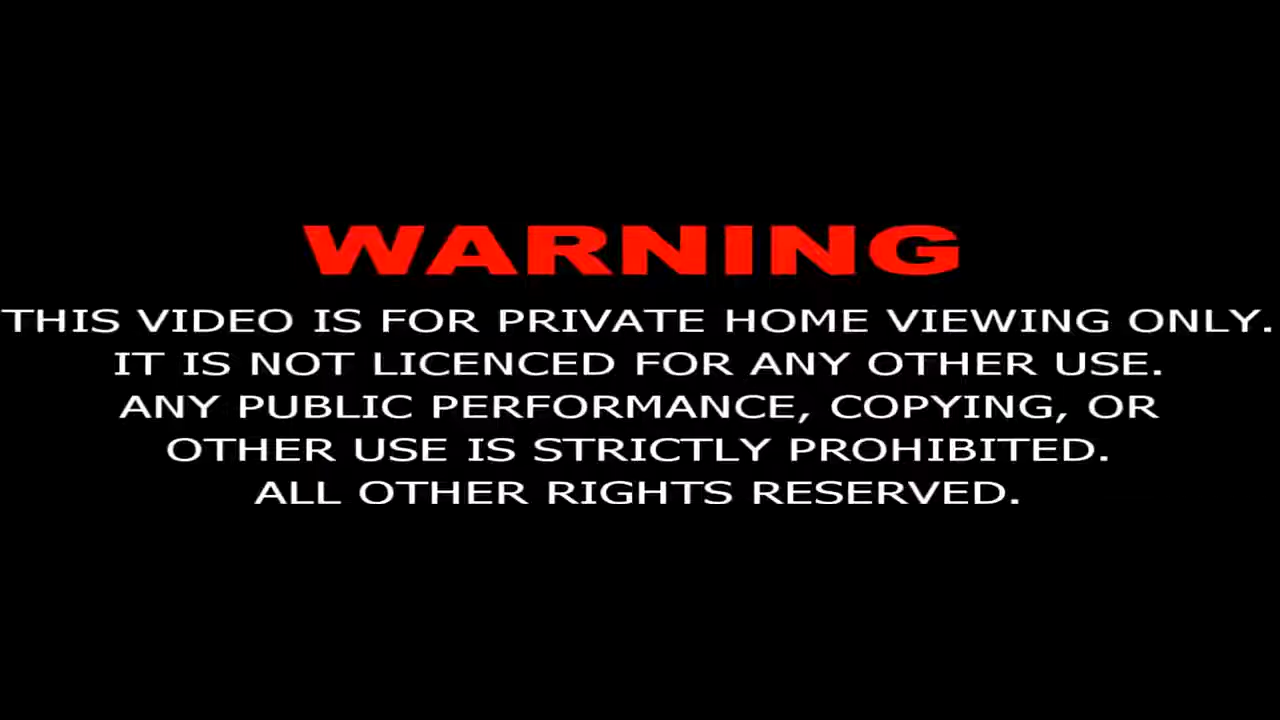 WARNING
THIS VIDEO IS FOR PRIVATE HOME VIEWING ONLY.
IT IS NOT LICENCED FOR ANY OTHER USE.
ANY PUBLIC PERFORMANCE, COPYING, OR
OTHER USE IS STRICTLY PROHIBITED.
ALL OTHER RIGHTS RESERVED.